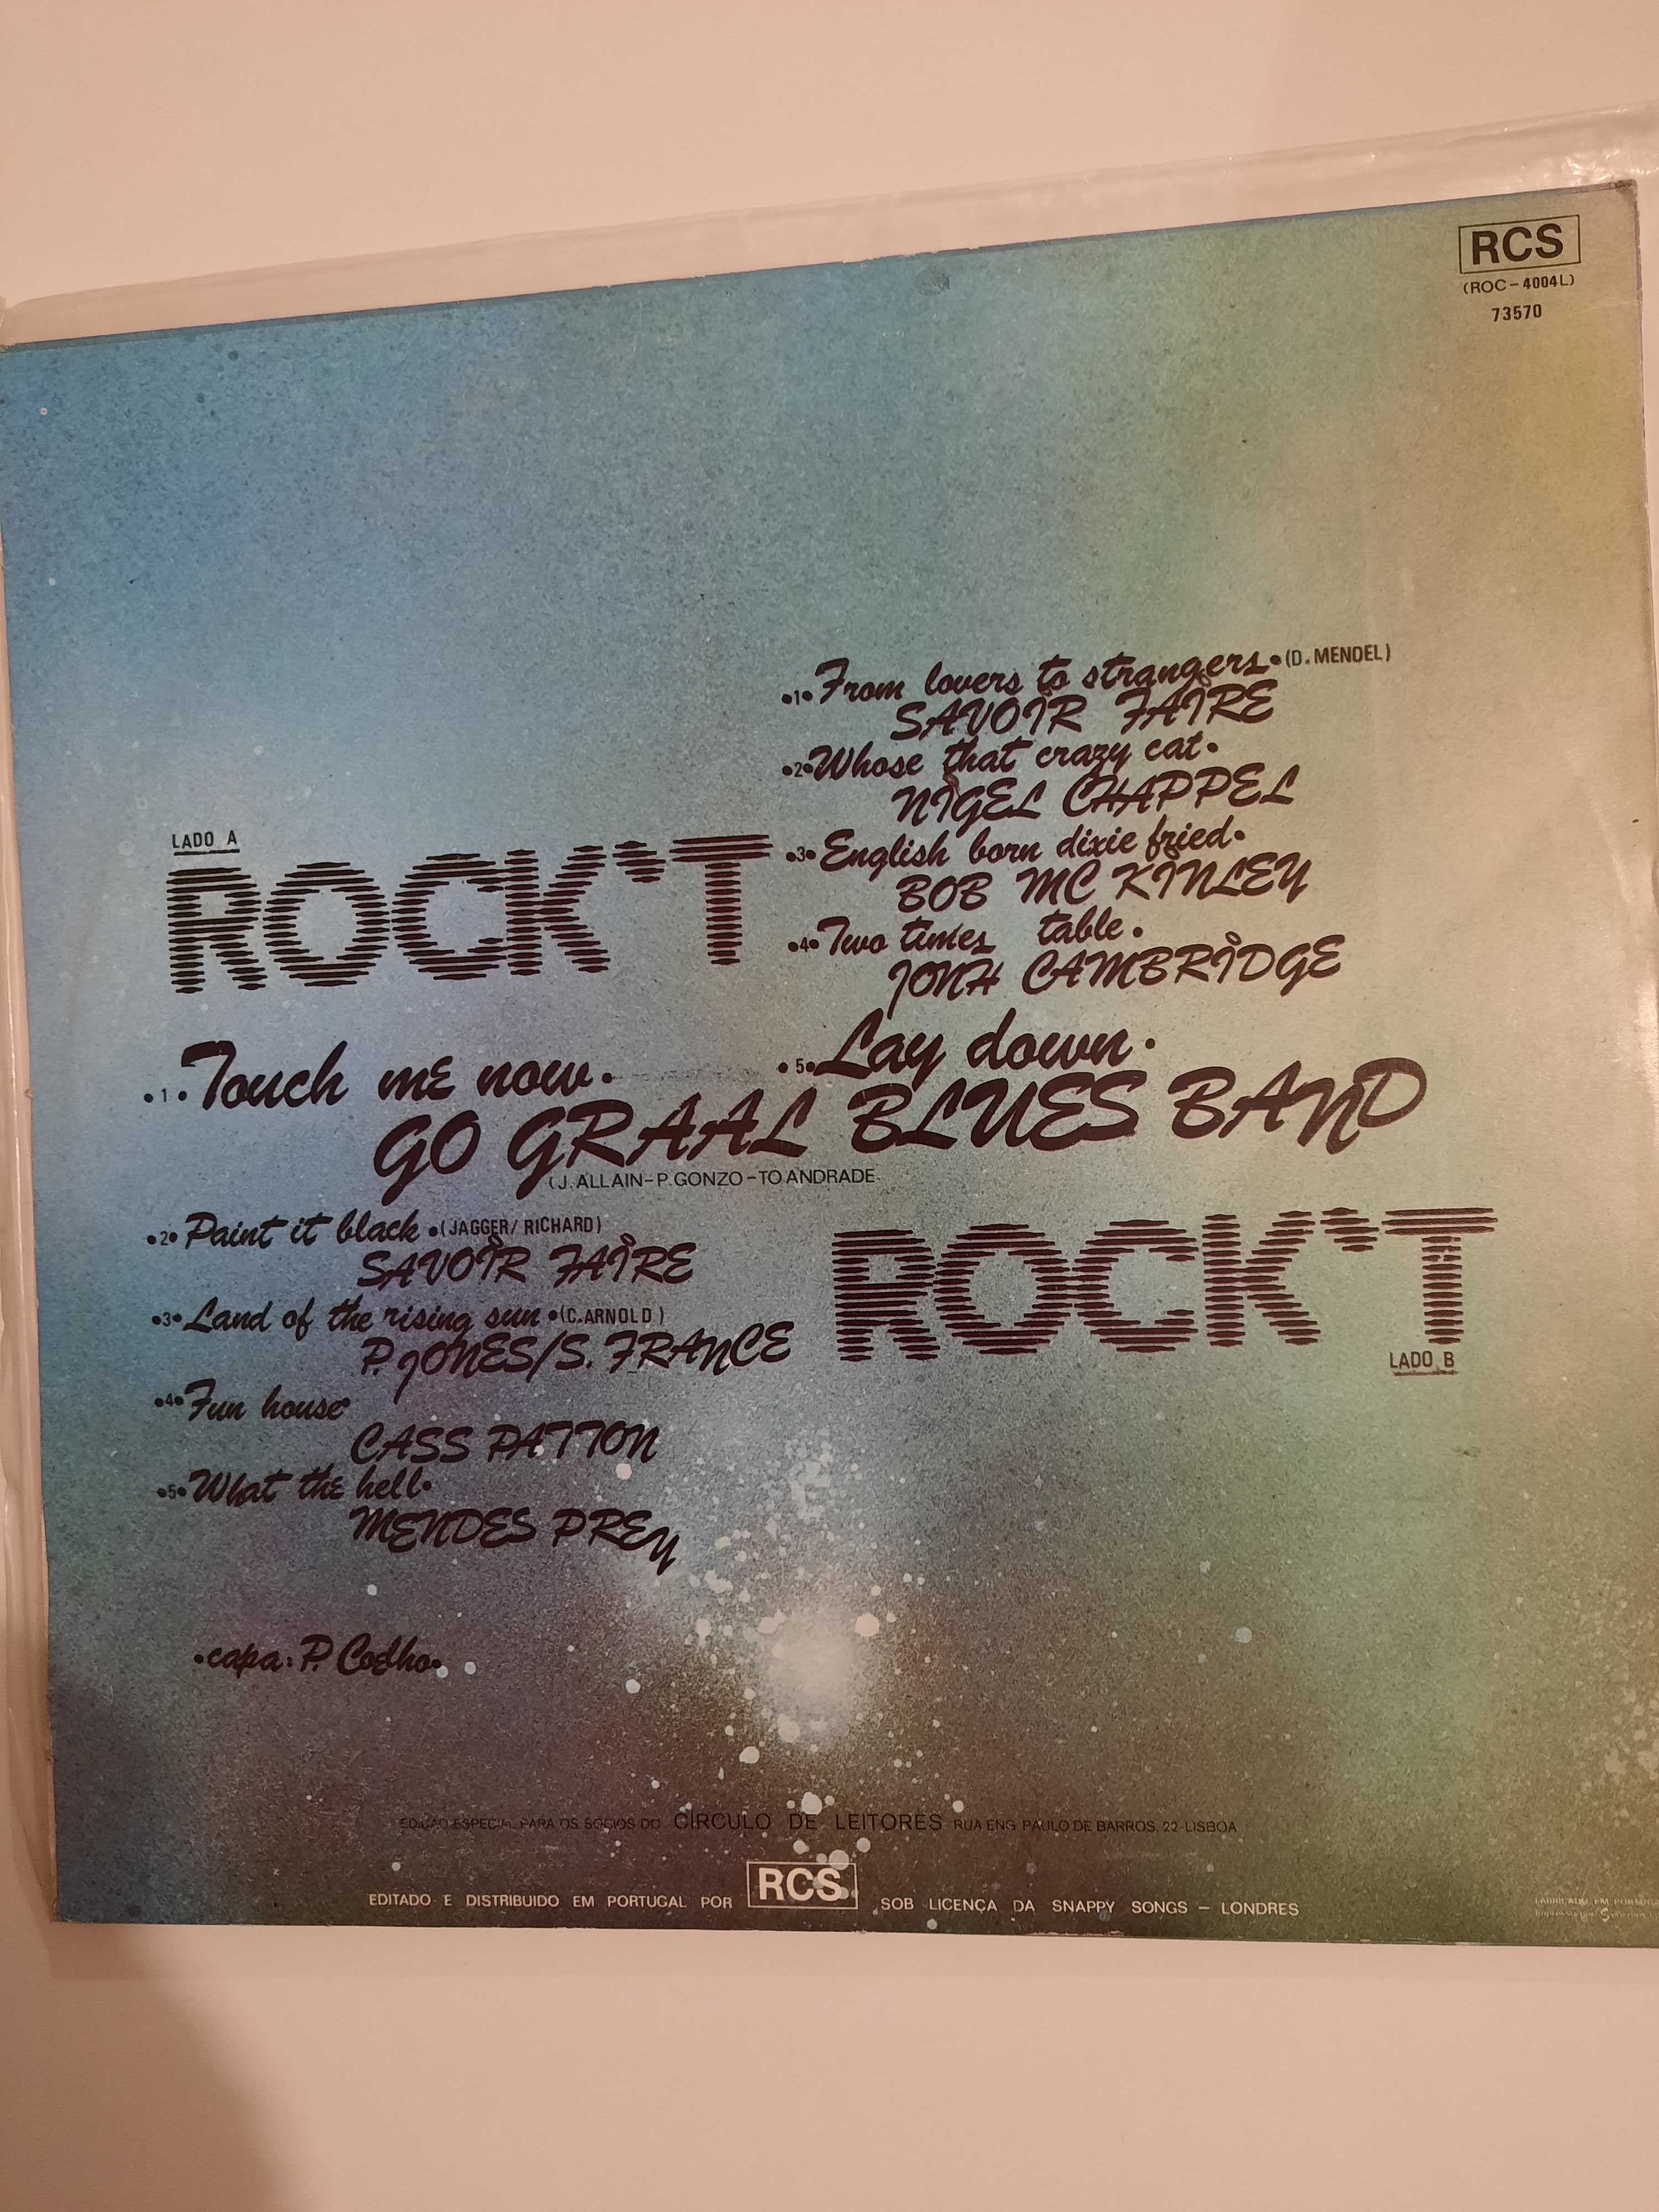 RCS
(ROC-4004L)
73570
LADO A
ROCK'T
.1. Touch me now.
GO GRAAL BLUES BAND
(J. ALLAIN-P. GONZO-TO ANDRADE.
•2• Paint it black •(JAGGER/RICHARD)
SAVOIR FAIRE
•3• Land of the rising sun •(C. ARNOLD)
P. JONES/S. FRANCE
•4• Fun house•
CASS PATTON
•5• What the hell•
MENDES PREY
•capa: P. Coelho•
•1• From lovers to strangers•(D. MENDEL)
SAVOIR FAIRE
•2• Whose that crazy cat•
NIGEL CHAPPEL
•3• English born dixie fried•
BOB MC KINLEY
•4• Two times table•
JONH CAMBRIDGE
•5• Lay down•
ROCK'T
LADO B
EDIÇÃO ESPECIAL PARA OS SÓCIOS DO CÍRCULO DE LEITORES RUA ENG PAULO DE BARROS, 22-LISBOA
EDITADO E DISTRIBUIDO EM PORTUGAL POR RCS SOB LICENÇA DA SNAPPY SONGS – LONDRES
FABRICADO EM